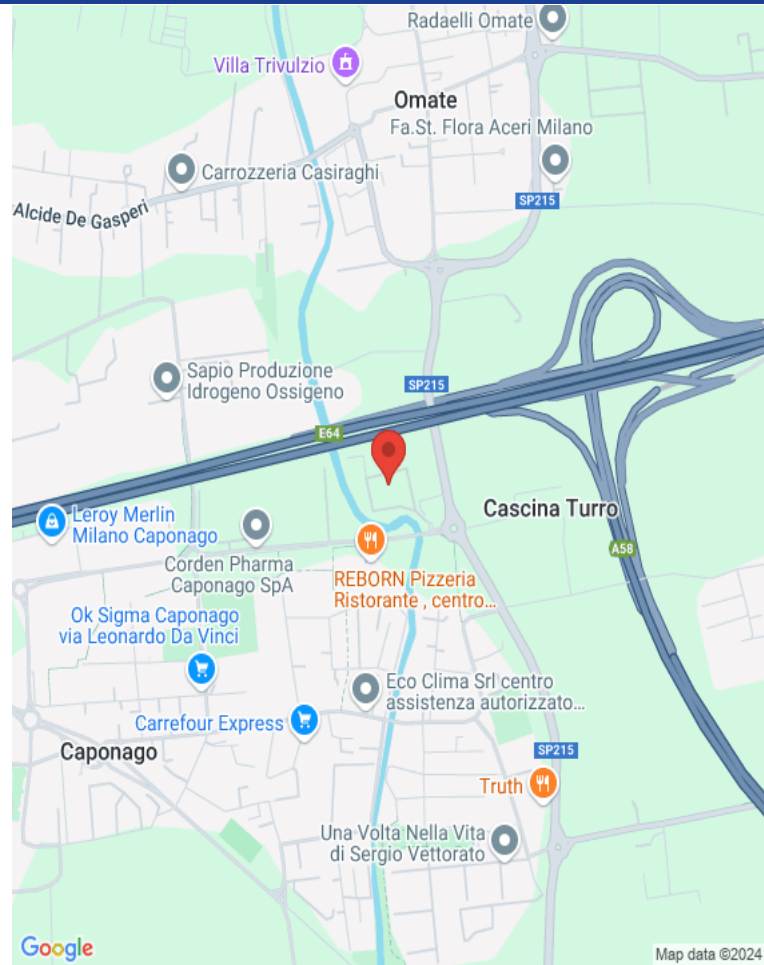 Radaelli Omate
Villa Trivulzio
Omate
Fa.St. Flora Aceri Milano
Carrozzeria Casiraghi
SP215
Alcide De Gasperi
Sapio Produzione
Idrogeno Ossigeno
SP215
E64
Leroy Merlin
Milano Caponago
Cascina Turro
Corden Pharma
Caponago SpA
A58
REBORN Pizzeria
Ristorante , centro...
Ok Sigma Caponago
via Leonardo Da Vinci
Eco Clima Srl centro
assistenza autorizzato...
Carrefour Express
Caponago
SP215
Truth
Una Volta Nella Vita
di Sergio Vettorato
Google
Map data ©2024